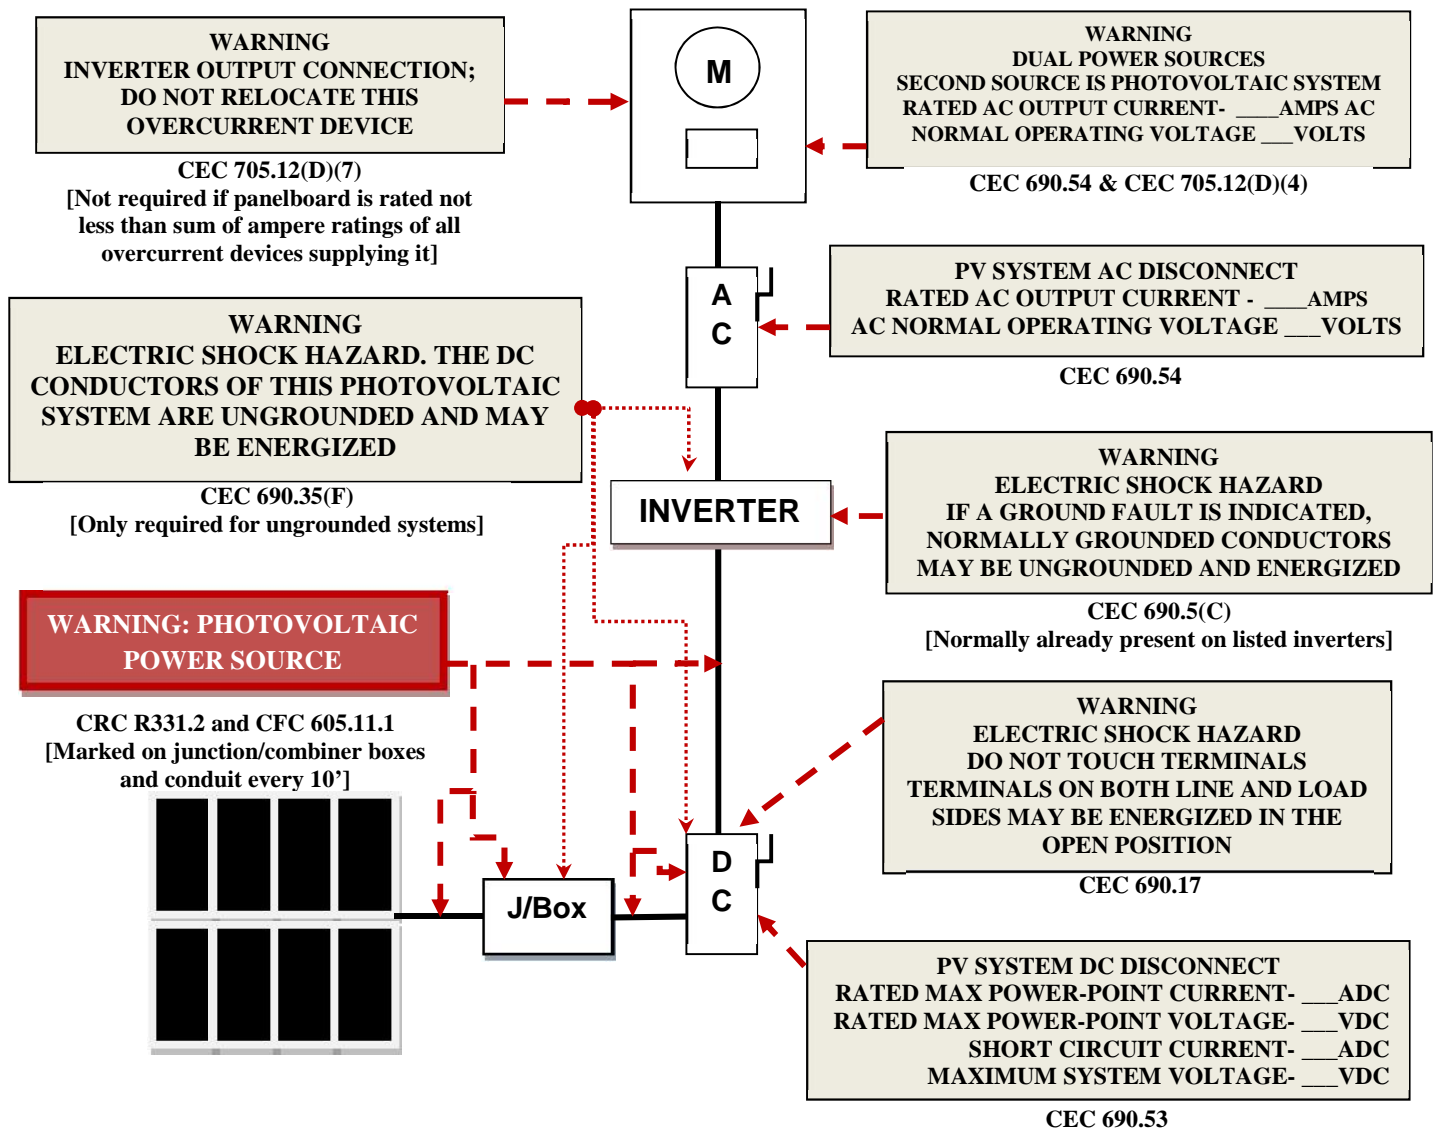 WARNING
INVERTER OUTPUT CONNECTION;
DO NOT RELOCATE THIS
OVERCURRENT DEVICE
CEC 705.12(D)(7)
[Not required if panelboard is rated not
less than sum of ampere ratings of all
overcurrent devices supplying it]
M
WARNING
DUAL POWER SOURCES
SECOND SOURCE IS PHOTOVOLTAIC SYSTEM
RATED AC OUTPUT CURRENT- ____AMPS AC
NORMAL OPERATING VOLTAGE ___VOLTS
CEC 690.54 & CEC 705.12(D)(4)
A
C
PV SYSTEM AC DISCONNECT
RATED AC OUTPUT CURRENT - ____AMPS
AC NORMAL OPERATING VOLTAGE ___VOLTS
CEC 690.54
WARNING
ELECTRIC SHOCK HAZARD. THE DC
CONDUCTORS OF THIS PHOTOVOLTAIC
SYSTEM ARE UNGROUNDED AND MAY
BE ENERGIZED
CEC 690.35(F)
[Only required for ungrounded systems]
INVERTER
WARNING
ELECTRIC SHOCK HAZARD
IF A GROUND FAULT IS INDICATED,
NORMALLY GROUNDED CONDUCTORS
MAY BE UNGROUNDED AND ENERGIZED
CEC 690.5(C)
[Normally already present on listed inverters]
WARNING: PHOTOVOLTAIC
POWER SOURCE
CRC R331.2 and CFC 605.11.1
[Marked on junction/combiner boxes
and conduit every 10’]
WARNING
ELECTRIC SHOCK HAZARD
DO NOT TOUCH TERMINALS
TERMINALS ON BOTH LINE AND LOAD
SIDES MAY BE ENERGIZED IN THE
OPEN POSITION
CEC 690.17
J/Box
D
C
PV SYSTEM DC DISCONNECT
RATED MAX POWER-POINT CURRENT- ___ADC
RATED MAX POWER-POINT VOLTAGE- ___VDC
SHORT CIRCUIT CURRENT- ___ADC
MAXIMUM SYSTEM VOLTAGE- ___VDC
CEC 690.53